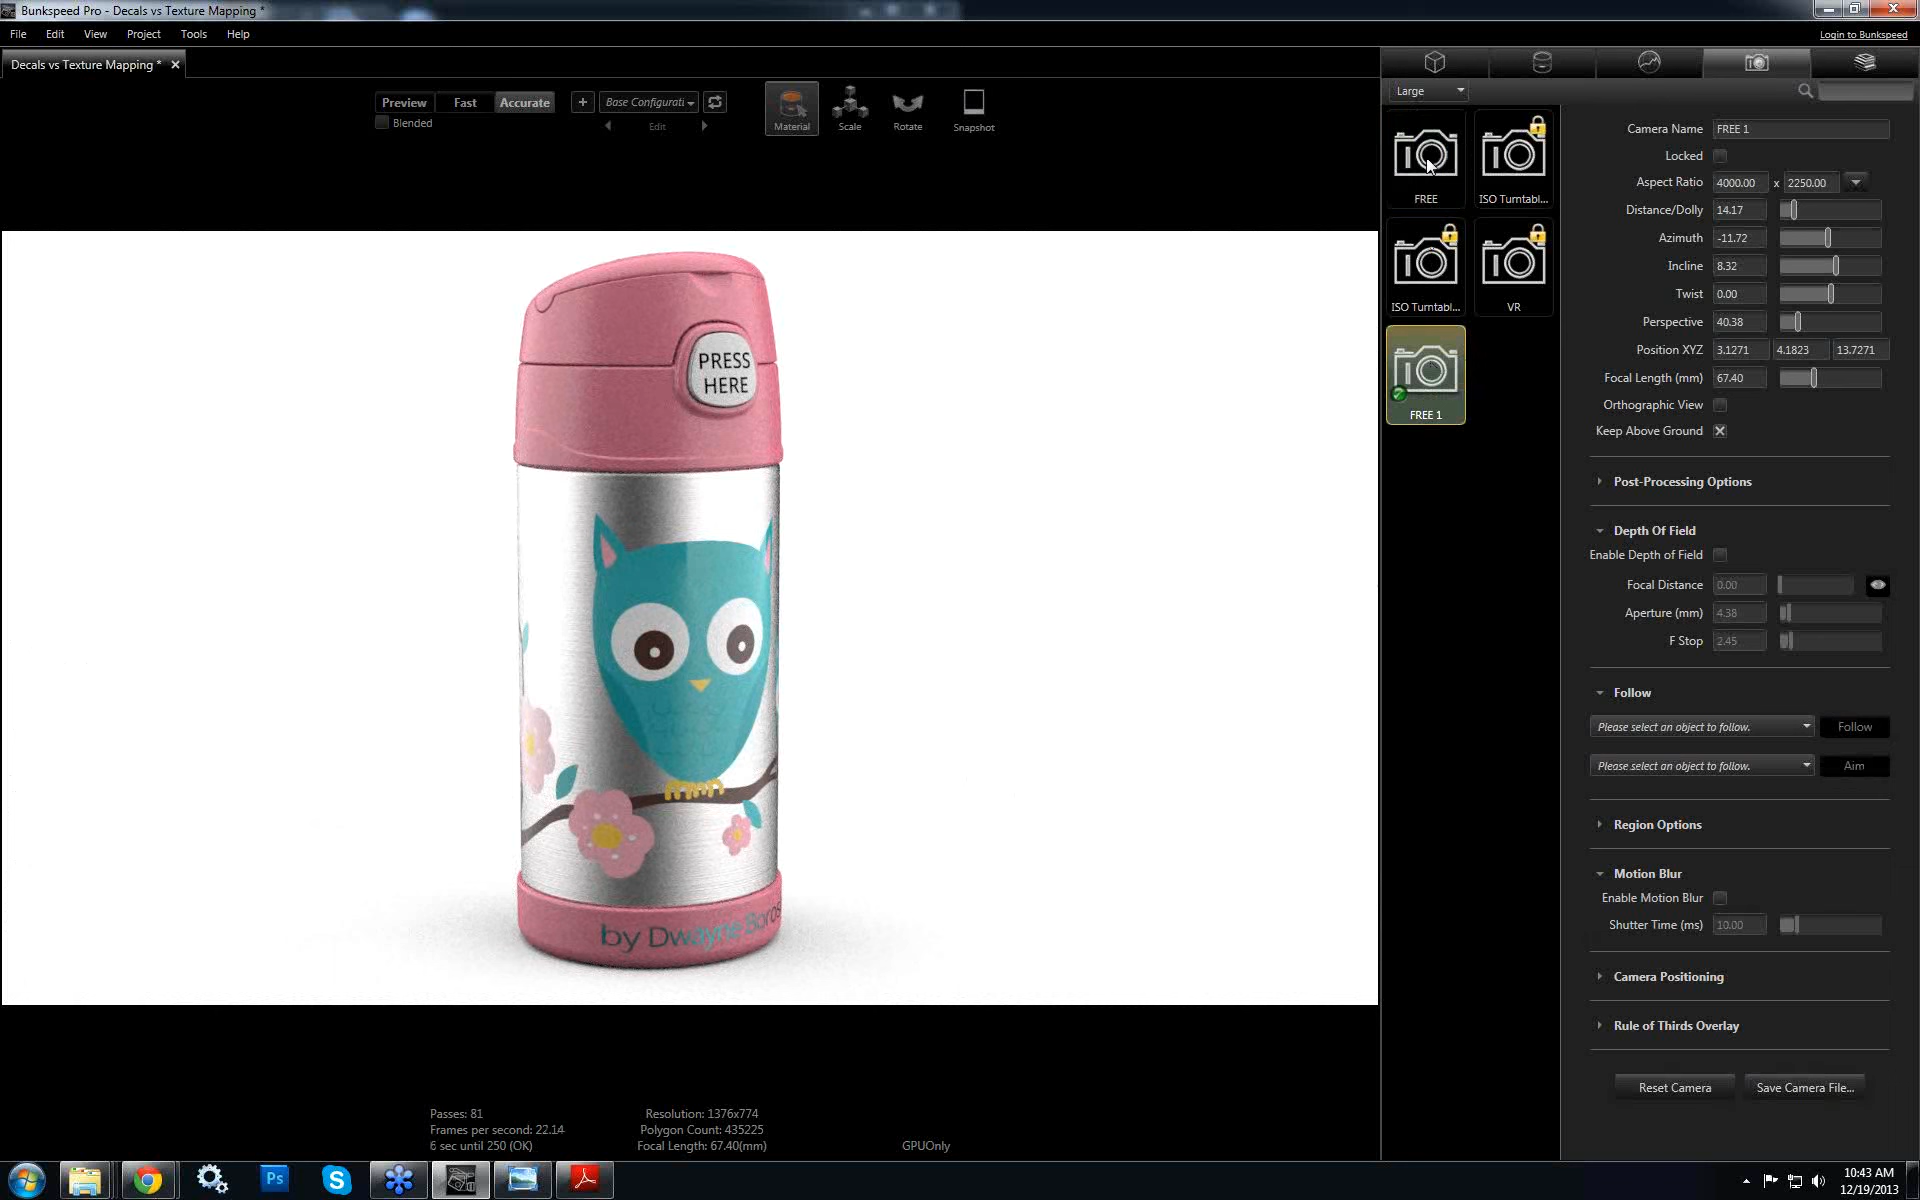 Bunkspeed Pro - Decals vs Texture Mapping *
File Edit View Project Tools Help
Login to Bunkspeed
Decals vs Texture Mapping *
Preview Fast Accurate
Base Configurati
Blended
Edit
Material Scale Rotate Snapshot
Large
FREE
ISO Turntabl...
ISO Turntabl...
VR
FREE 1
Camera Name FREE 1
Locked
Aspect Ratio 4000.00 x 2250.00
Distance/Dolly 14.17
Azimuth -11.72
Incline 8.32
Twist 0.00
Perspective 40.38
Position XYZ 3.1271 4.1823 13.7271
Focal Length (mm) 67.40
Orthographic View
Keep Above Ground
Post-Processing Options
Depth Of Field
Enable Depth of Field
Focal Distance 0.00
Aperture (mm) 4.38
F Stop 2.45
Follow
Please select an object to follow. Follow
Please select an object to follow. Aim
Region Options
Motion Blur
Enable Motion Blur
Shutter Time (ms) 10.00
Camera Positioning
Rule of Thirds Overlay
Reset Camera Save Camera File...
PRESS
HERE
by Dwayne Boros
Passes: 81
Frames per second: 22.14
6 sec until 250 (OK)
Resolution: 1376x774
Polygon Count: 435225
Focal Length: 67.40(mm)
GPUOnly
Ps
10:43 AM
12/19/2013